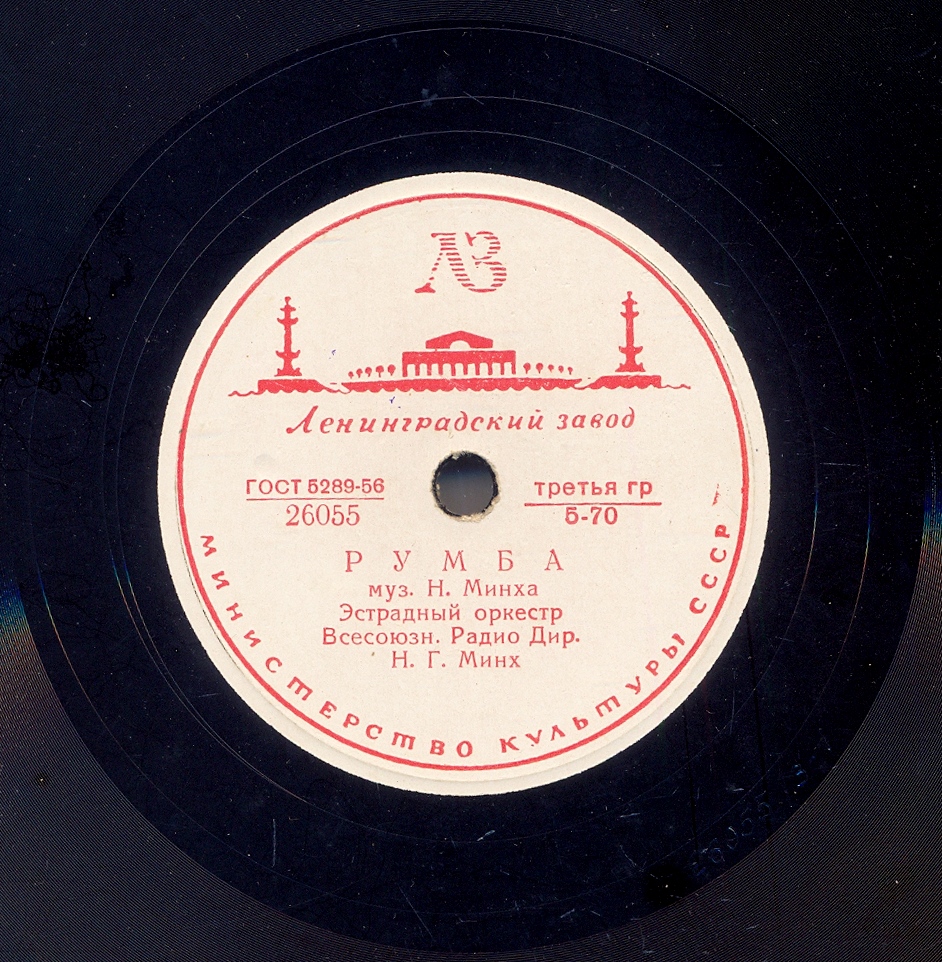 ЛЗ
Ленинградский завод
ГОСТ 5289-56
26055
третья гр
5-70
РУМБА
муз. Н. Минха
Эстрадный оркестр
Всесоюзн. Радио Дир.
Н. Г. Минх
МИНИСТЕРСТВО КУЛЬТУРЫ СССР